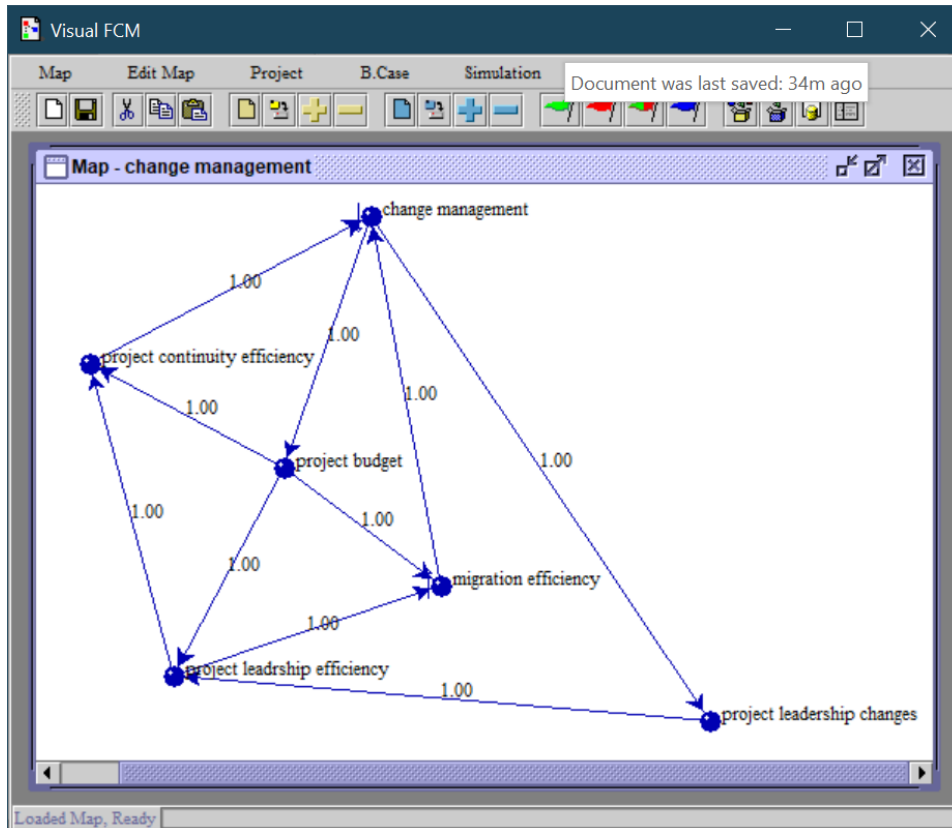 Visual FCM
Map Edit Map Project B.Case Simulation
Document was last saved: 34m ago
Map - change management
change management
1.00
1.00
project continuity efficiency
1.00
1.00
project budget
1.00
1.00
1.00
migration efficiency
1.00
1.00
project leadrship efficiency
1.00
project leadership changes
Loaded Map, Ready